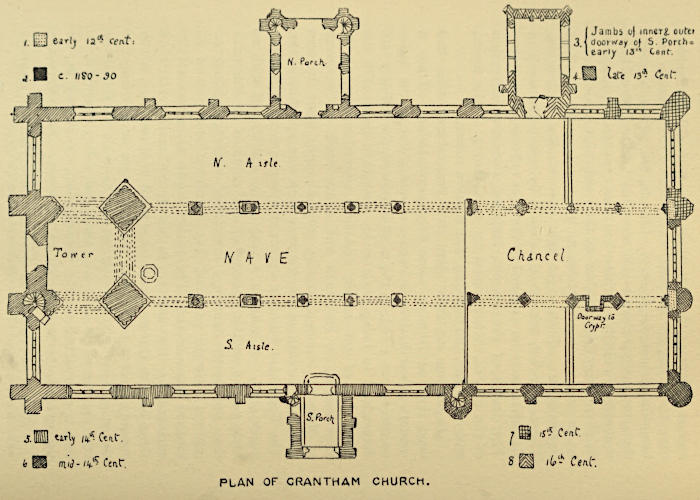 1. early 12th cent:
2. c. 1180-90
N. Porch
3. { Jambs of inner & outer
doorway of S. Porch=
early 13th Cent.
4. late 13th Cent.
N. Aisle.
Tower
NAVE
Chancel
Doorway to
Crypt.
S. Aisle.
S. Porch
5. early 14th Cent.
6 mid-14th Cent.
7 15th Cent.
8 16th Cent.
PLAN OF GRANTHAM CHURCH.